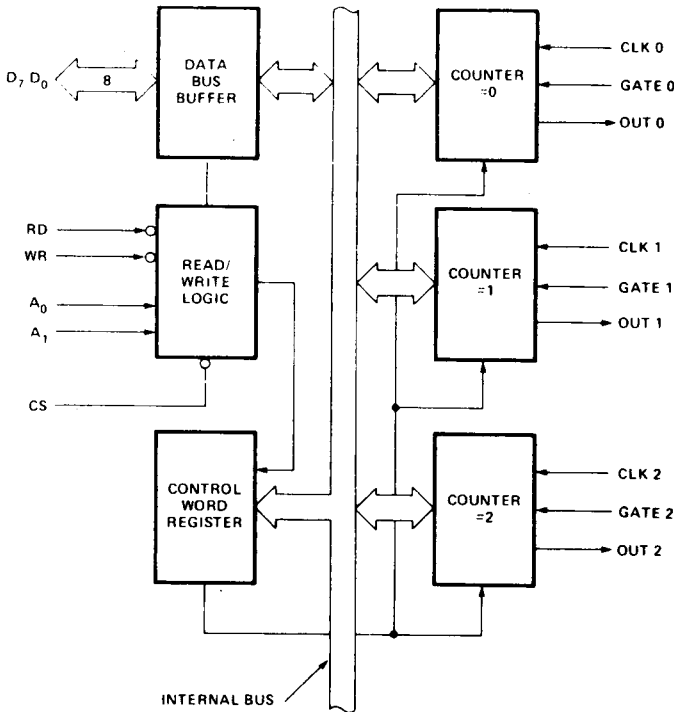 D7 D0
8
DATA
BUS
BUFFER
COUNTER
=0
CLK 0
GATE 0
OUT 0
RD
WR
A0
A1
READ/
WRITE
LOGIC
CS
COUNTER
=1
CLK 1
GATE 1
OUT 1
CONTROL
WORD
REGISTER
COUNTER
=2
CLK 2
GATE 2
OUT 2
INTERNAL BUS